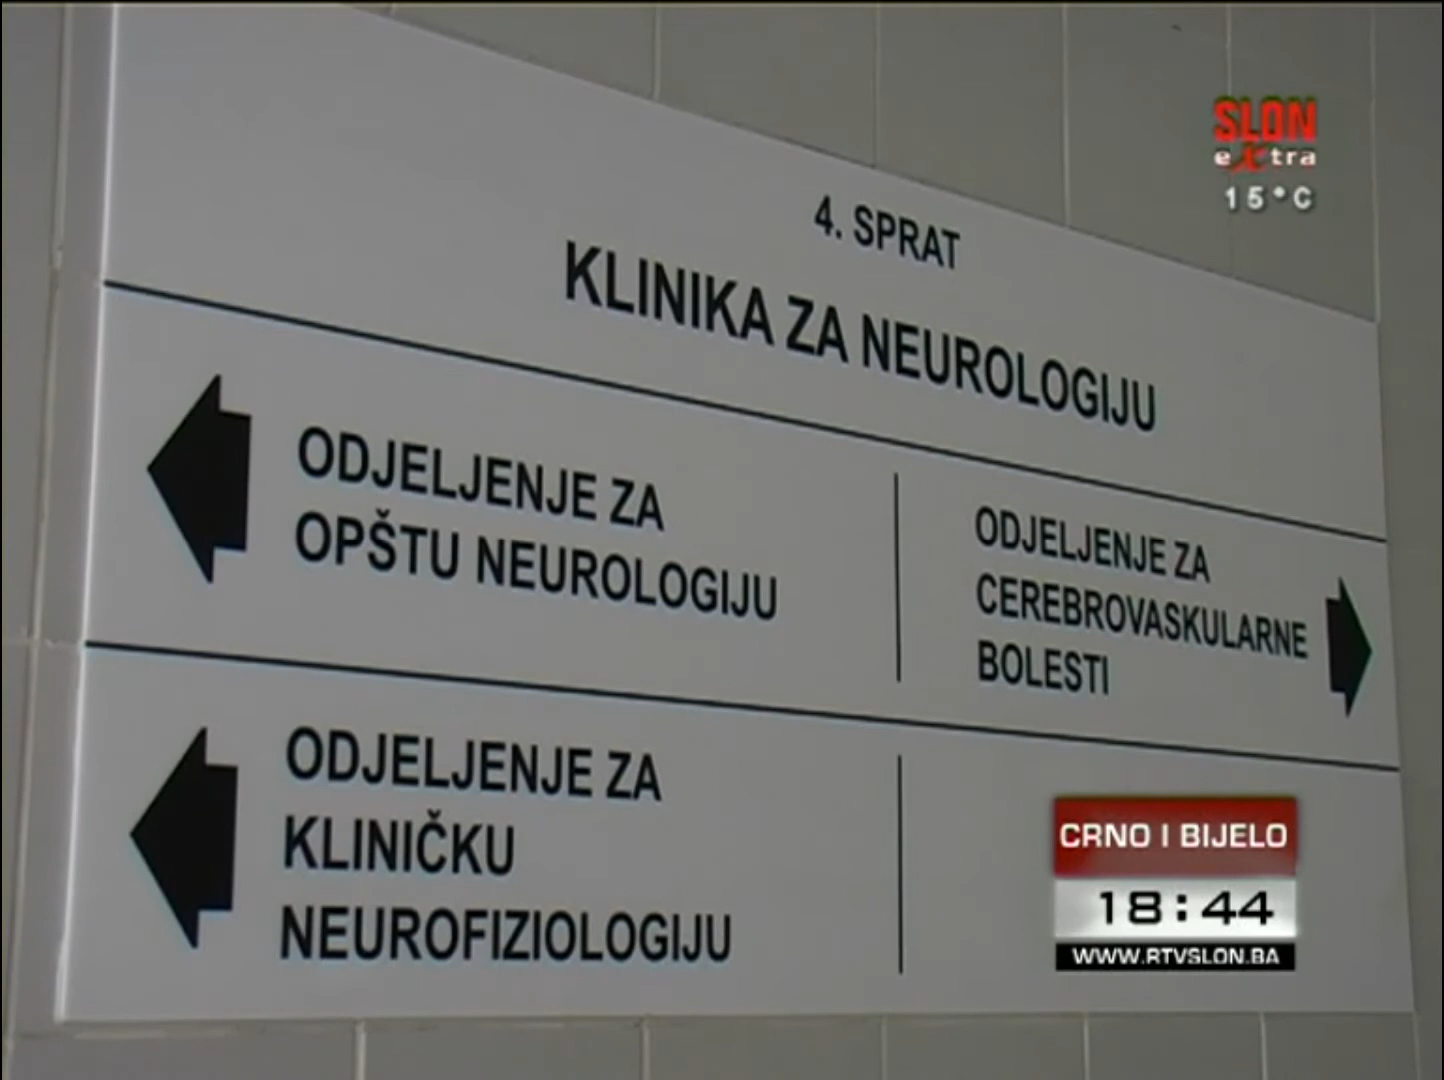 SLON
extra
15°C
4. SPRAT
KLINIKA ZA NEUROLOGIJU
ODJELJENJE ZA
OPŠTU NEUROLOGIJU
ODJELJENJE ZA
CEREBROVASKULARNE
BOLESTI
ODJELJENJE ZA
KLINIČKU
NEUROFIZIOLOGIJU
CRNO I BIJELO
18:44
WWW.RTVSLON.BA